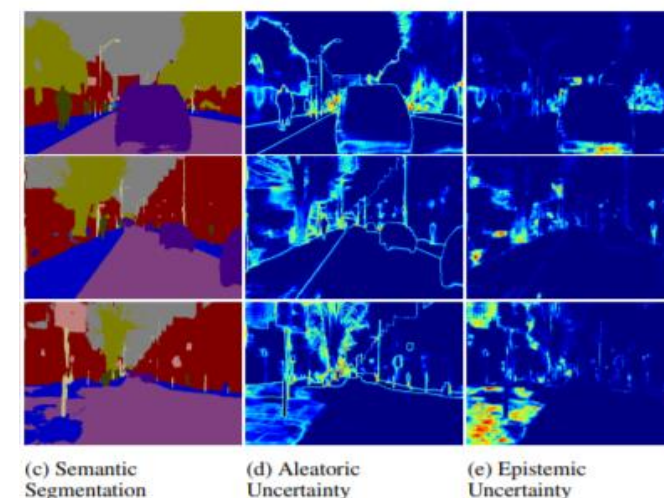 (c) Semantic
Segmentation
(d) Aleatoric
Uncertainty
(e) Epistemic
Uncertainty